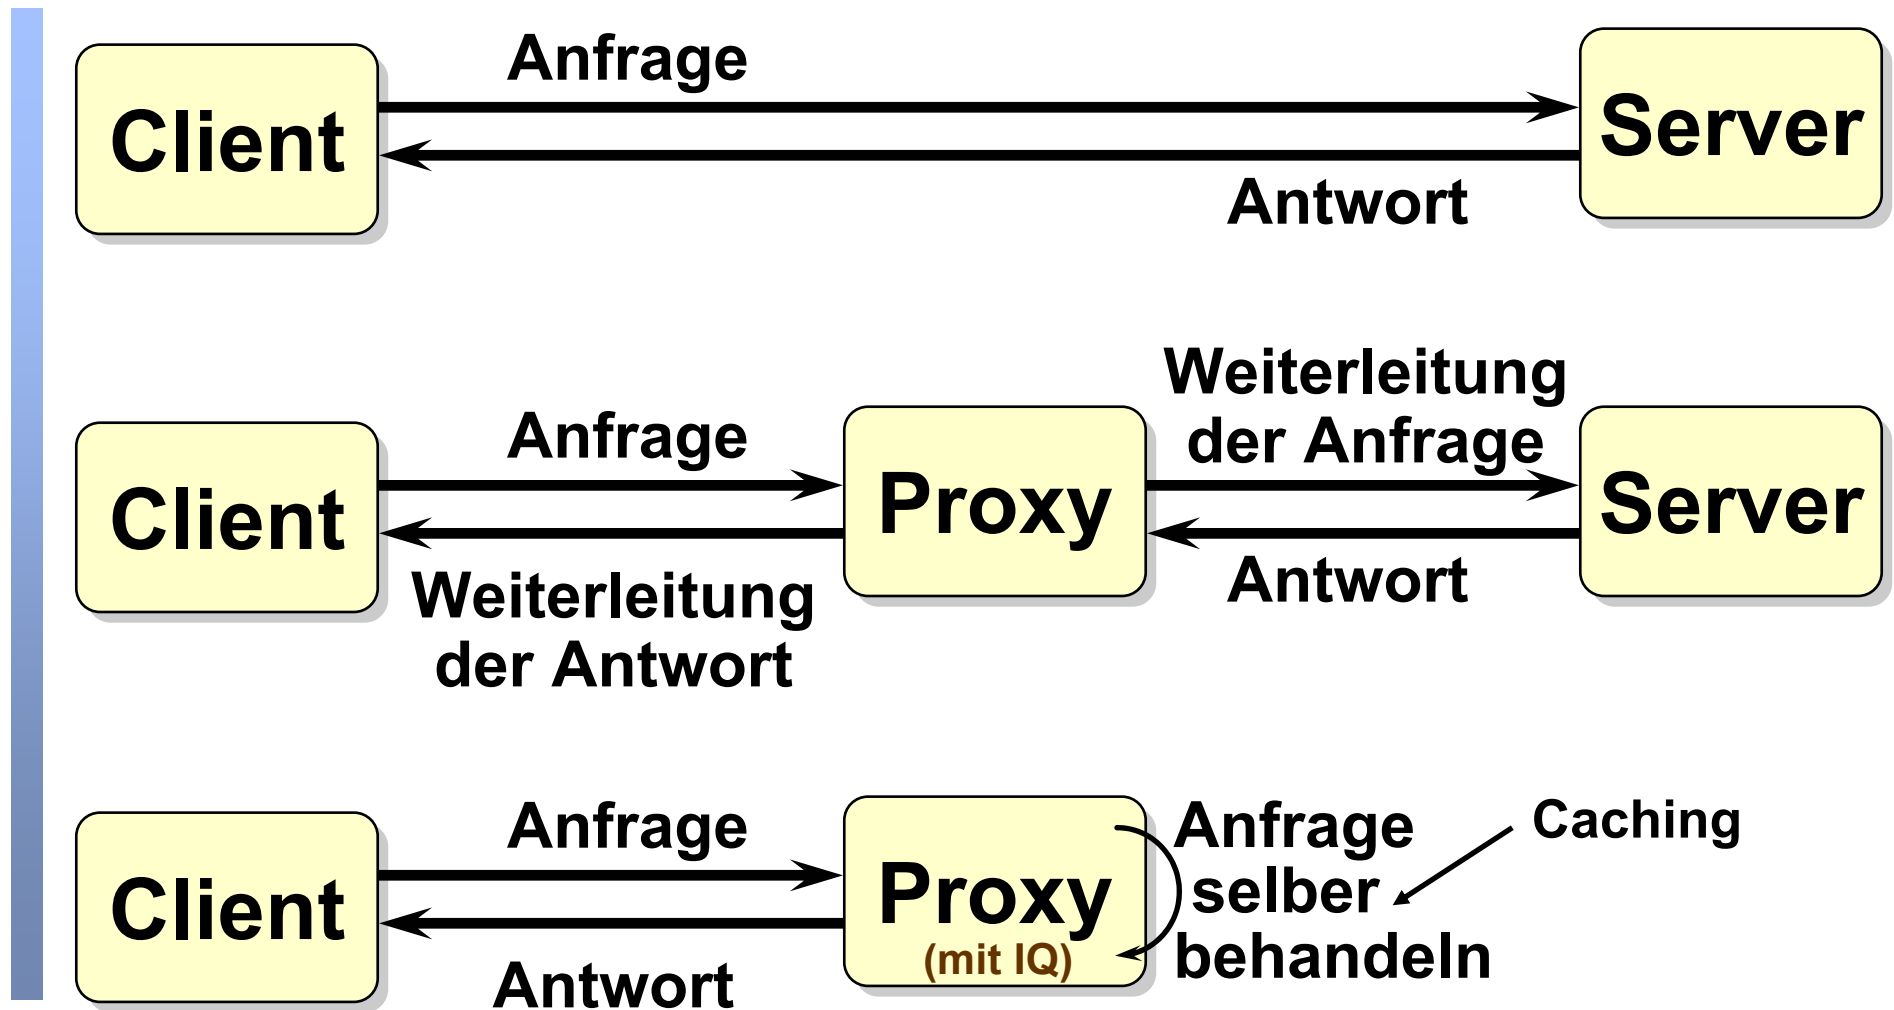 Anfrage
Client
Server
Antwort
Weiterleitung
der Anfrage
Anfrage
Client
Proxy
Server
Antwort
Weiterleitung
der Antwort
Anfrage
Client
Proxy
(mit IQ)
Anfrage
selber
behandeln
Caching
Antwort